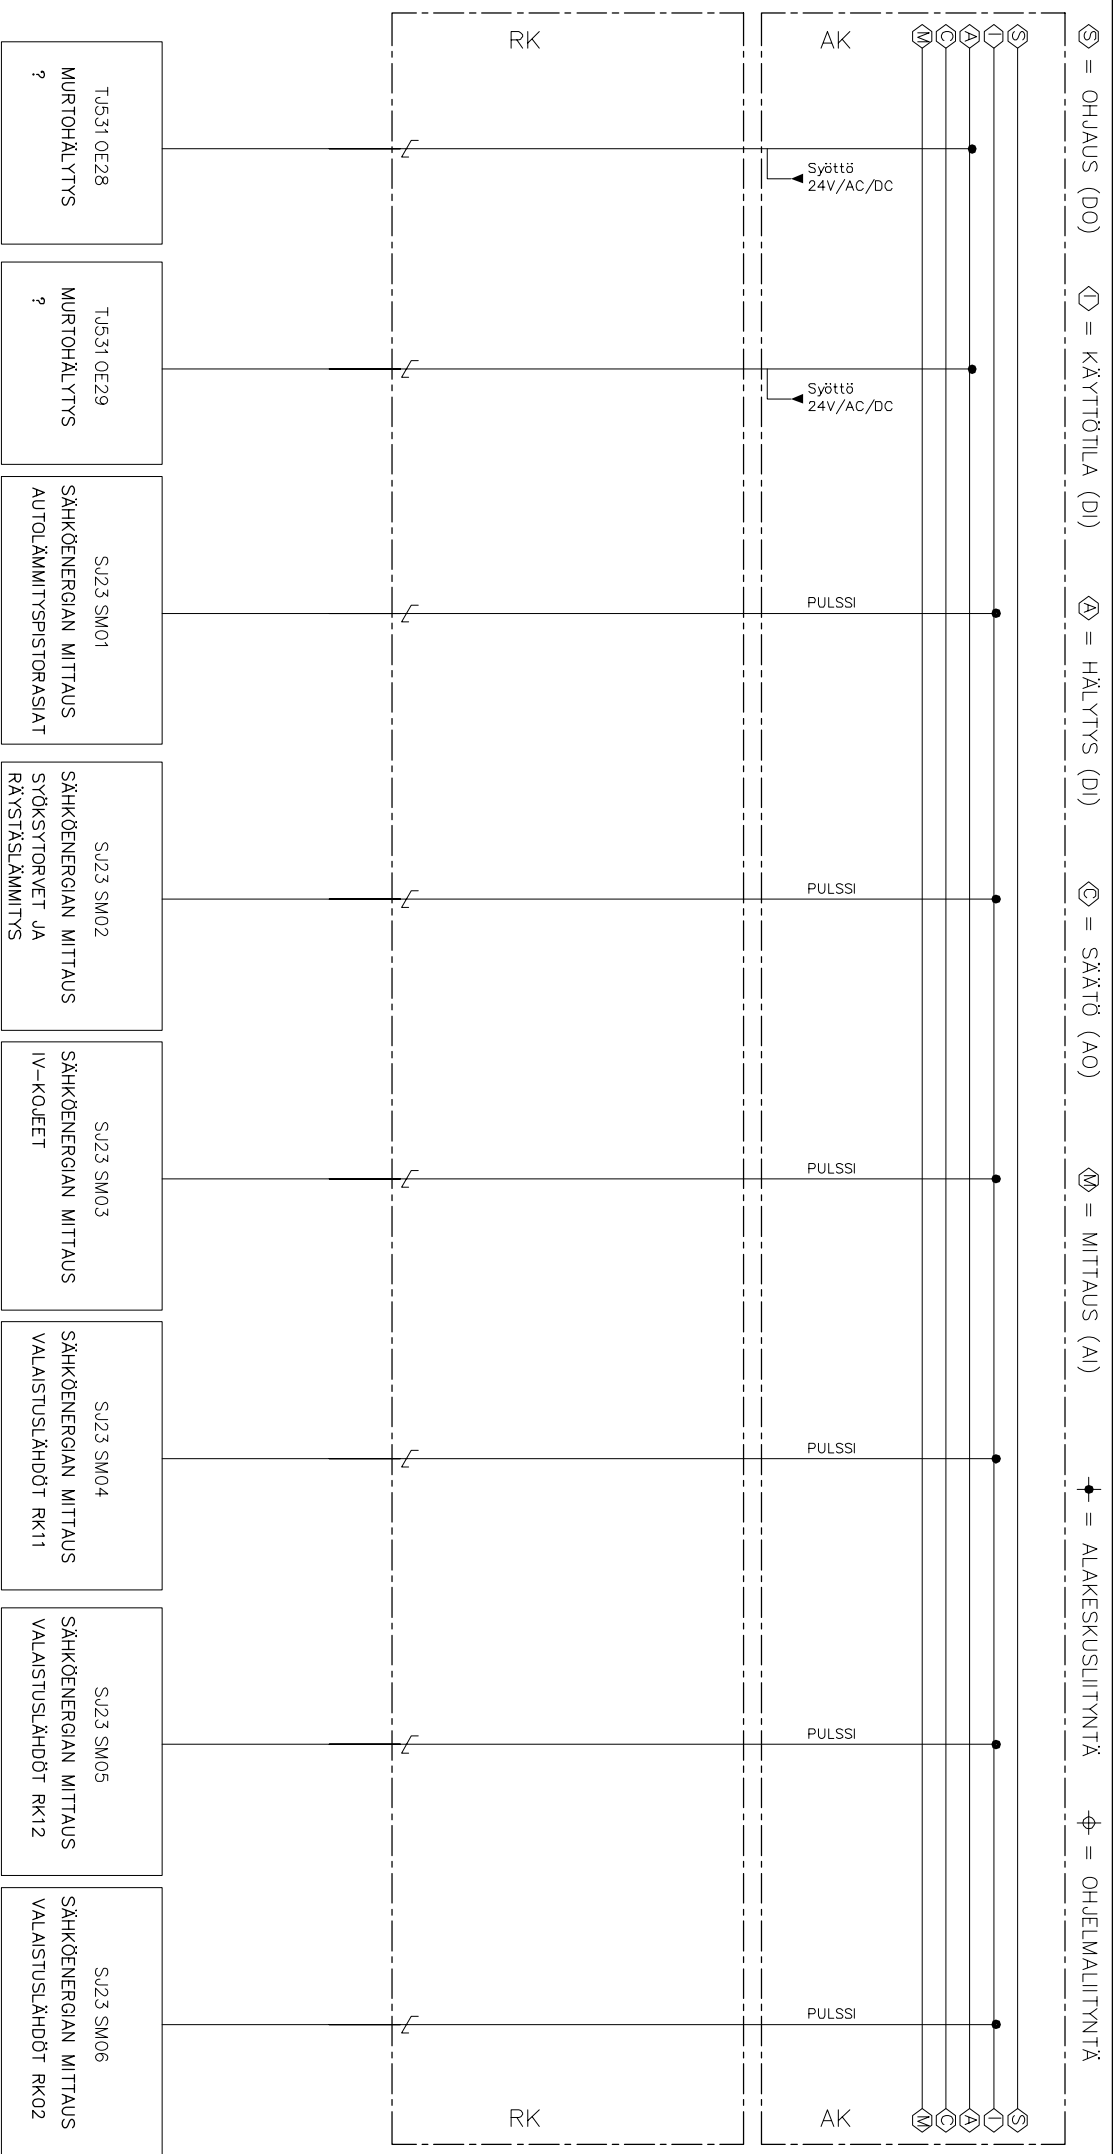 S = OHJAUS (DO)
I = KÄYTTÖTILA (DI)
A = HÄLYTYS (DI)
C = SÄÄTÖ (AO)
M = MITTAUS (AI)
= ALAKESKUSLIITYNTÄ
= OHJELMALIITYNTÄ
S
I
A
C
M
S
I
A
C
M
AK
AK
Syöttö
24V/AC/DC
Syöttö
24V/AC/DC
PULSSI
PULSSI
PULSSI
PULSSI
PULSSI
PULSSI
RK
RK
TJ531 OE28
MURTOHÄLYTYS
?
TJ531 OE29
MURTOHÄLYTYS
?
SJ23 SM01
SÄHKÖENERGIAN MITTAUS
AUTOLÄMMITYSPISTORASIAT
SJ23 SM02
SÄHKÖENERGIAN MITTAUS
SYÖKSYTORVET JA
RÄYSTÄSLÄMMITYS
SJ23 SM03
SÄHKÖENERGIAN MITTAUS
IV-KOJEET
SJ23 SM04
SÄHKÖENERGIAN MITTAUS
VALAISTUSLÄHDÖT RK11
SJ23 SM05
SÄHKÖENERGIAN MITTAUS
VALAISTUSLÄHDÖT RK12
SJ23 SM06
SÄHKÖENERGIAN MITTAUS
VALAISTUSLÄHDÖT RK02